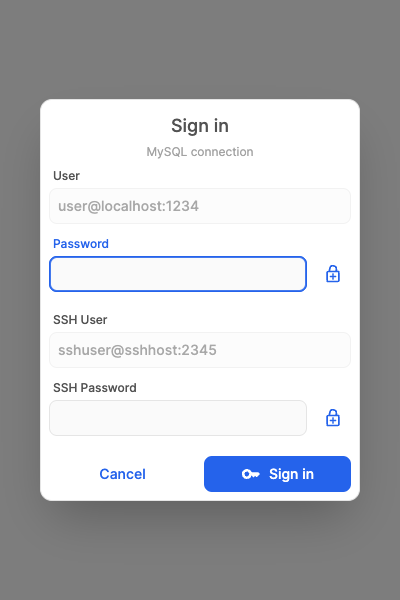 Sign in
MySQL connection
User
user@localhost:1234
Password
SSH User
sshuser@sshhost:2345
SSH Password
Cancel
Sign in